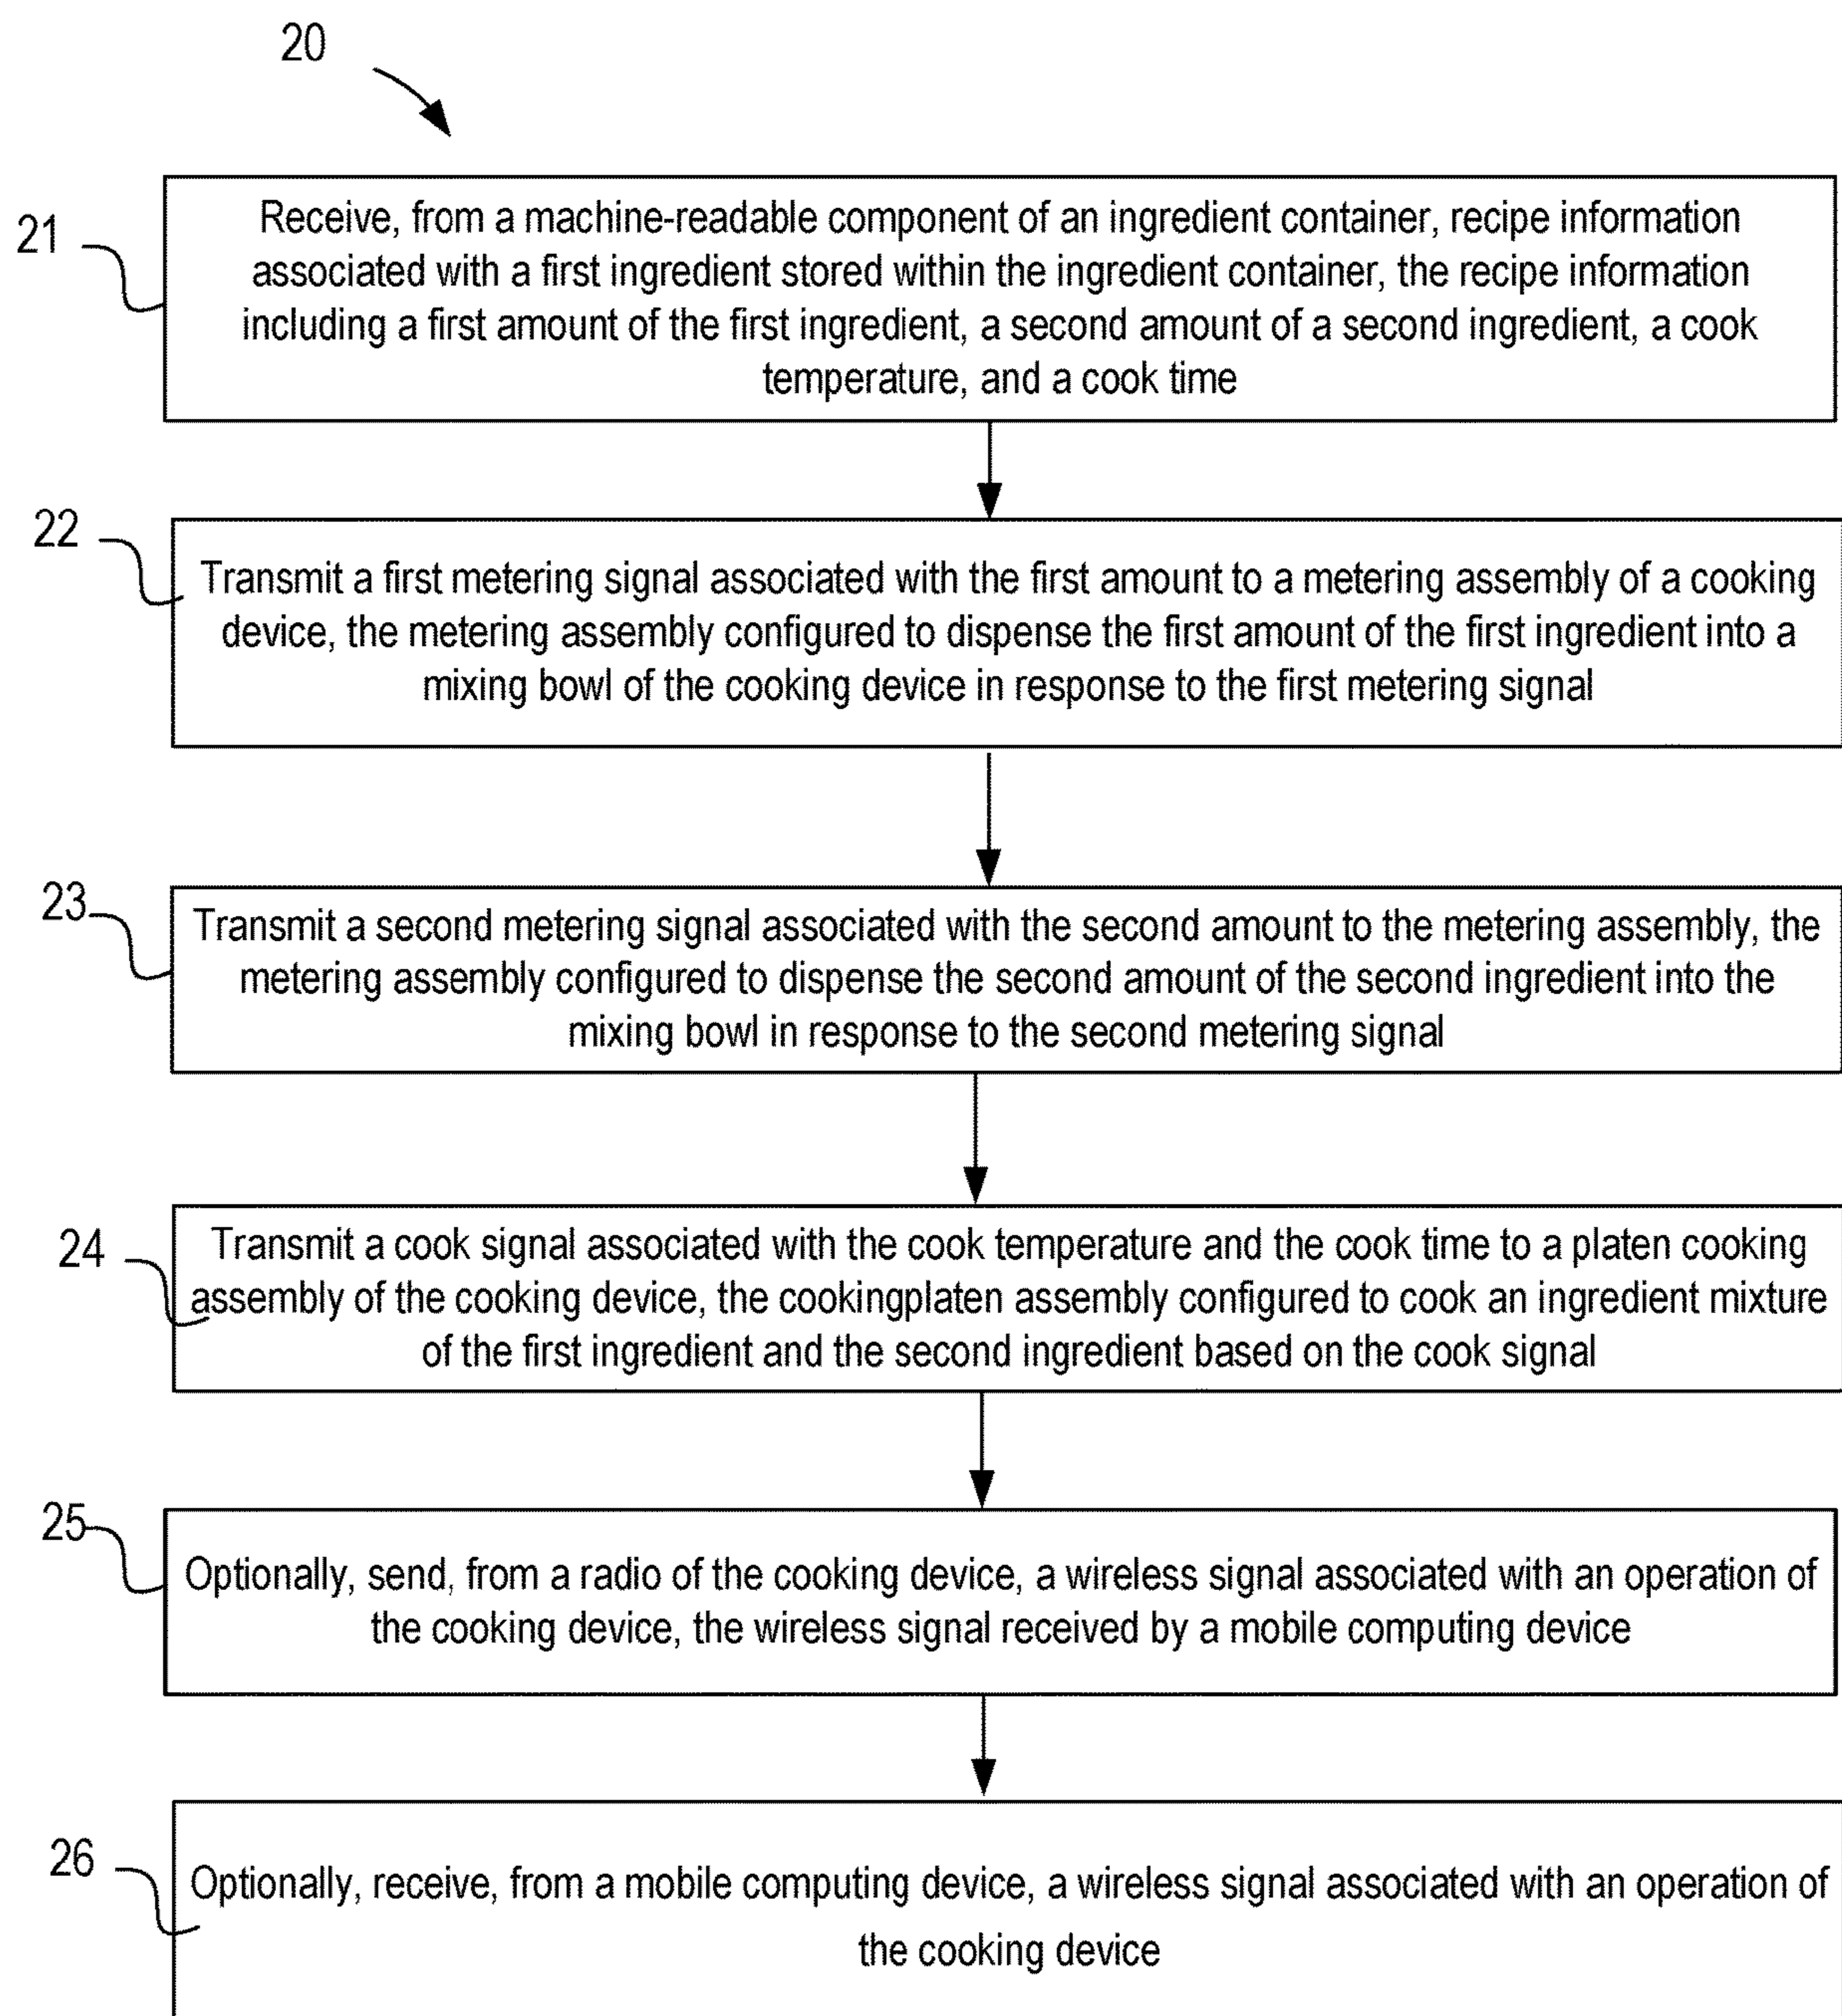 20
21
Receive, from a machine-readable component of an ingredient container, recipe information
associated with a first ingredient stored within the ingredient container, the recipe information
including a first amount of the first ingredient, a second amount of a second ingredient, a cook
temperature, and a cook time
22
Transmit a first metering signal associated with the first amount to a metering assembly of a cooking
device, the metering assembly configured to dispense the first amount of the first ingredient into a
mixing bowl of the cooking device in response to the first metering signal
23
Transmit a second metering signal associated with the second amount to the metering assembly, the
metering assembly configured to dispense the second amount of the second ingredient into the
mixing bowl in response to the second metering signal
24
Transmit a cook signal associated with the cook temperature and the cook time to a platen cooking
assembly of the cooking device, the cookingplaten assembly configured to cook an ingredient mixture
of the first ingredient and the second ingredient based on the cook signal
25
Optionally, send, from a radio of the cooking device, a wireless signal associated with an operation of
the cooking device, the wireless signal received by a mobile computing device
26
Optionally, receive, from a mobile computing device, a wireless signal associated with an operation of
the cooking device